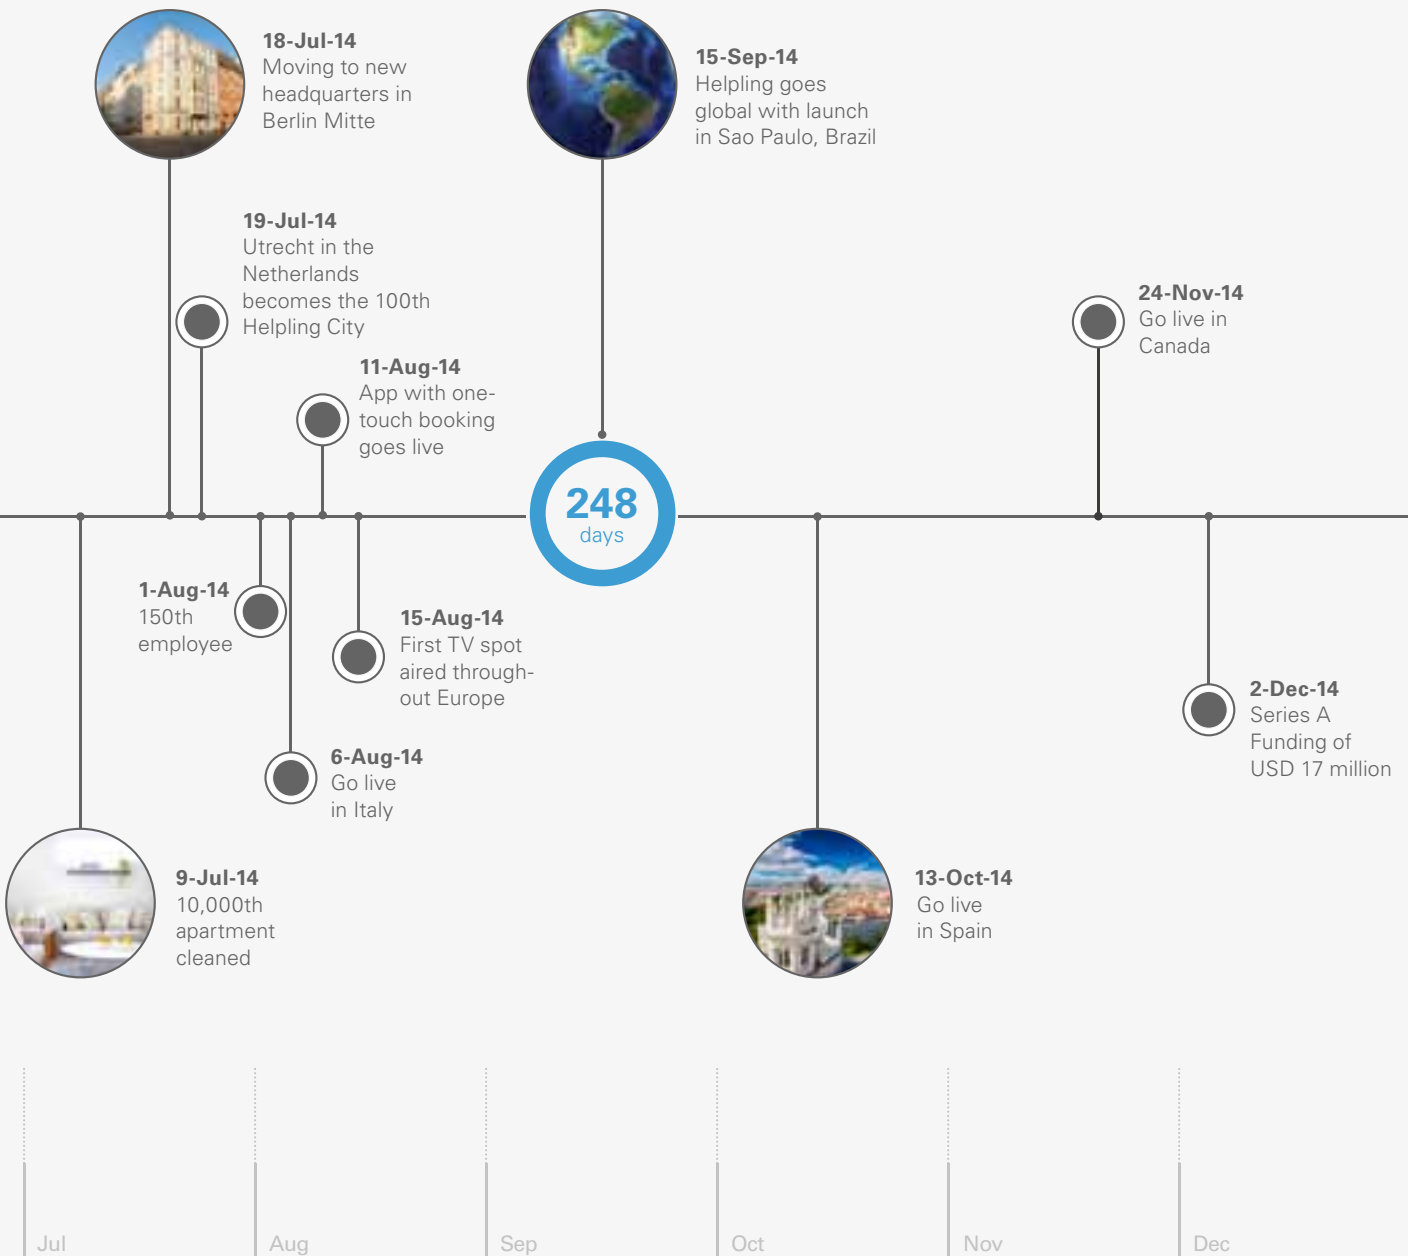 18-Jul-14
Moving to new
headquarters in
Berlin Mitte
15-Sep-14
Helpling goes
global with launch
in Sao Paulo, Brazil
19-Jul-14
Utrecht in the
Netherlands
becomes the 100th
Helpling City
24-Nov-14
Go live in
Canada
11-Aug-14
App with one-
touch booking
goes live
248
days
1-Aug-14
150th
employee
15-Aug-14
First TV spot
aired through-
out Europe
2-Dec-14
Series A
Funding of
USD 17 million
6-Aug-14
Go live
in Italy
9-Jul-14
10,000th
apartment
cleaned
13-Oct-14
Go live
in Spain
Jul
Aug
Sep
Oct
Nov
Dec